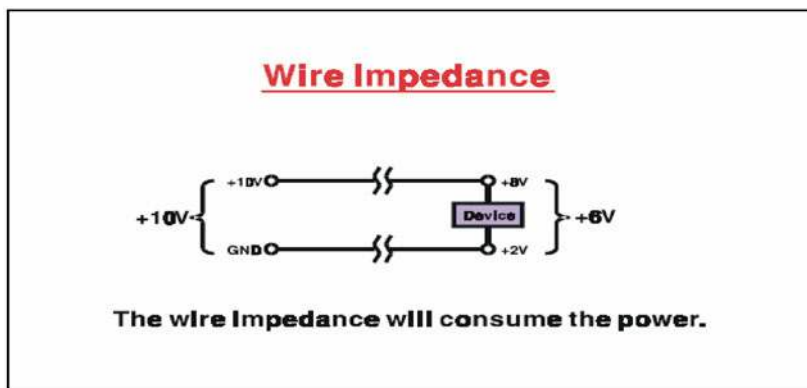 Wire Impedance
+10V
+10V
+8V
Device
+6V
GND
+2V
The wire Impedance will consume the power.